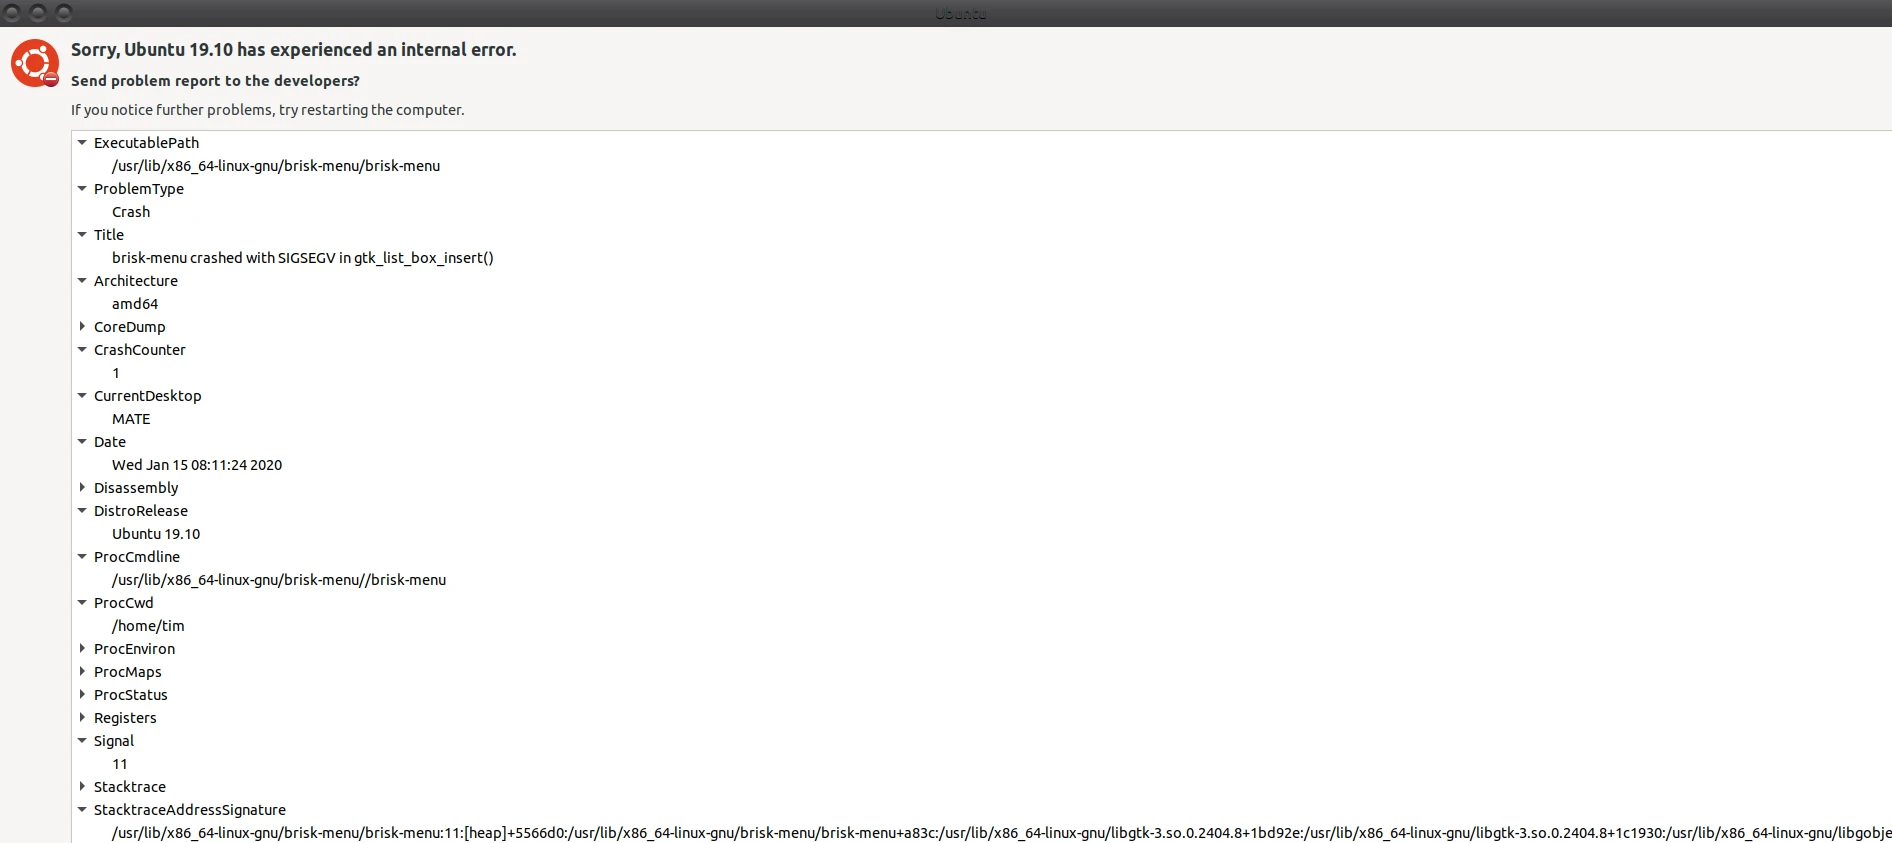 Ubuntu
Sorry, Ubuntu 19.10 has experienced an internal error.
Send problem report to the developers?
If you notice further problems, try restarting the computer.
ExecutablePath
/usr/lib/x86_64-linux-gnu/brisk-menu/brisk-menu
ProblemType
Crash
Title
brisk-menu crashed with SIGSEGV in gtk_list_box_insert()
Architecture
amd64
CoreDump
CrashCounter
1
CurrentDesktop
MATE
Date
Wed Jan 15 08:11:24 2020
Disassembly
DistroRelease
Ubuntu 19.10
ProcCmdline
/usr/lib/x86_64-linux-gnu/brisk-menu//brisk-menu
ProcCwd
/home/tim
ProcEnviron
ProcMaps
ProcStatus
Registers
Signal
11
Stacktrace
StacktraceAddressSignature
/usr/lib/x86_64-linux-gnu/brisk-menu/brisk-menu:11:[heap]+5566d0:/usr/lib/x86_64-linux-gnu/brisk-menu/brisk-menu+a83c:/usr/lib/x86_64-linux-gnu/libgtk-3.so.0.2404.8+1bd92e:/usr/lib/x86_64-linux-gnu/libgtk-3.so.0.2404.8+1c1930:/usr/lib/x86_64-linux-gnu/libgobje